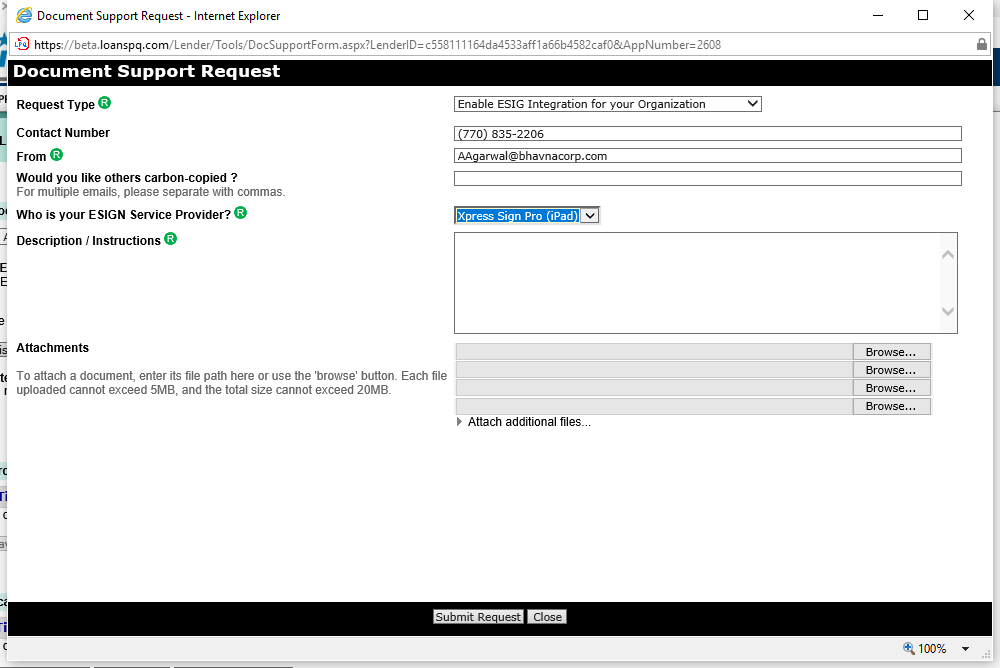 Document Support Request - Internet Explorer
https://beta.loanspq.com/Lender/Tools/DocSupportForm.aspx?LenderID=c558111164da4533aff1a66b4582caf0&AppNumber=2608
Document Support Request
Request Type R
Enable ESIG Integration for your Organization
Contact Number
(770) 835-2206
From R
AAgarwal@bhavnacorp.com
Would you like others carbon-copied ?
For multiple emails, please separate with commas.
Who is your ESIGN Service Provider? R
Xpress Sign Pro (iPad)
Description / Instructions R
Attachments
To attach a document, enter its file path here or use the 'browse' button. Each file
uploaded cannot exceed 5MB, and the total size cannot exceed 20MB.
Browse...
Browse...
Browse...
Browse...
Attach additional files...
Submit Request
Close
100%